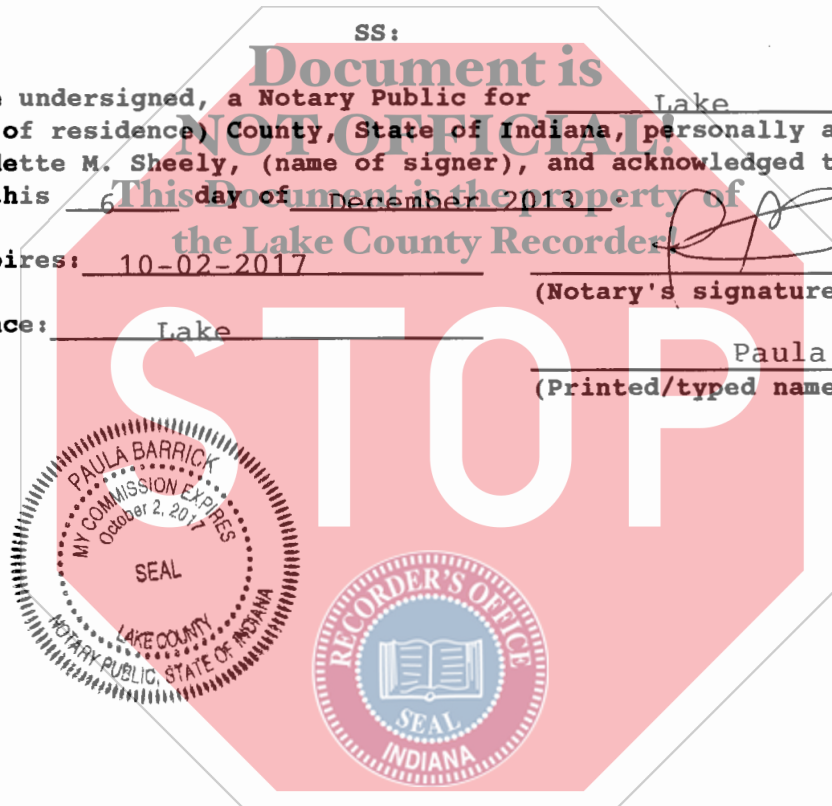 SS:
Document is
e undersigned, a Notary Public for Lake
NOT OFFICIAL!
of residence) County, State of Indiana, personally a
lette M. Sheely, (name of signer), and acknowledged t
This Document is the property of
this 6 day of December 2013 .
the Lake County Recorder!
ires: 10-02-2017
(Notary's signature
ce: Lake
Paula
(Printed/typed name
STOP
PAULA BARRICK
MY COMMISSION EXPIRES
October 2, 2017
SEAL
LAKE COUNTY
NOTARY PUBLIC, STATE OF INDIANA
RECORDER'S OFFICE
SEAL
INDIANA